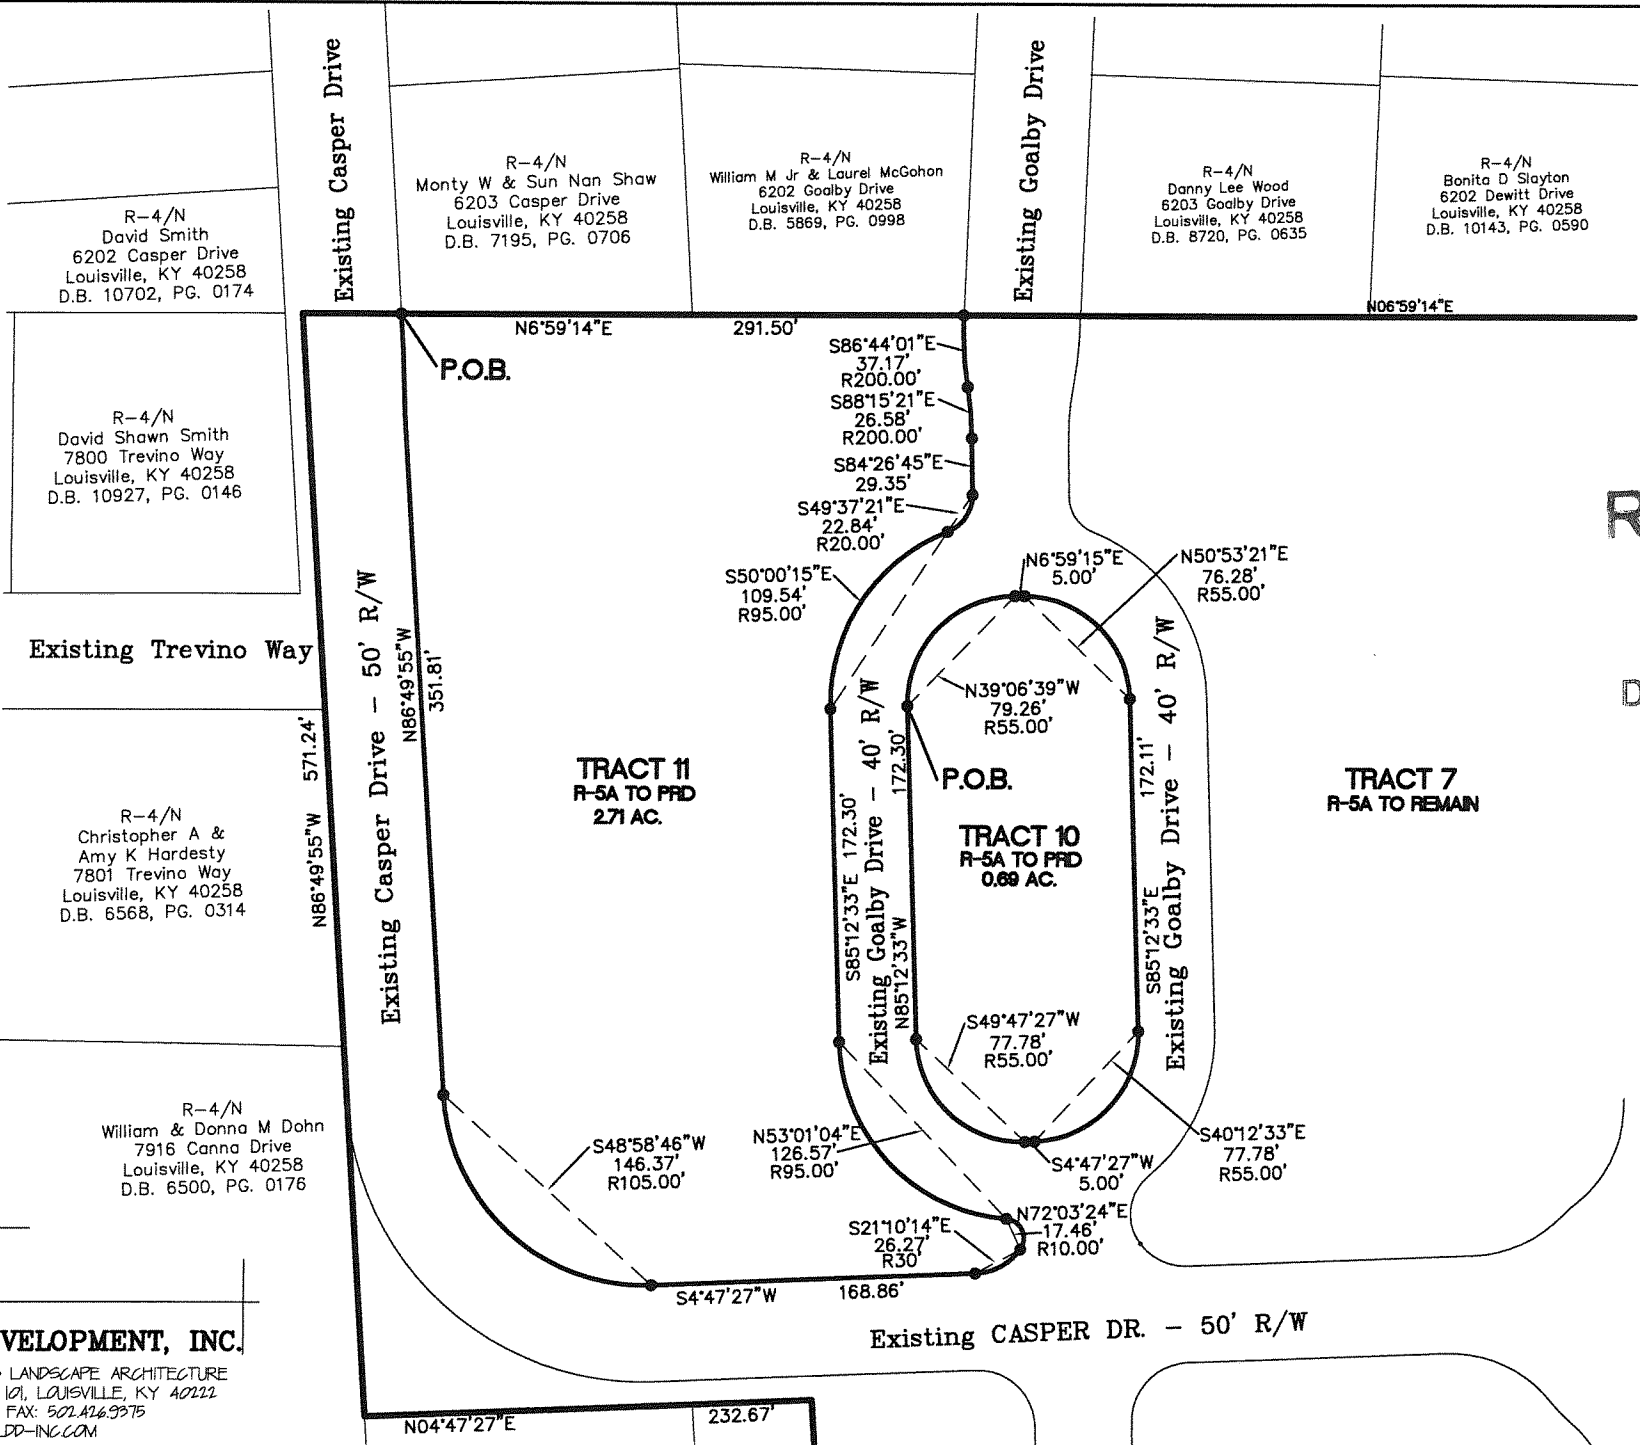 Existing Casper Drive
Existing Goalby Drive
R-4/N
David Smith
6202 Casper Drive
Louisville, KY 40258
D.B. 10702, PG. 0174
R-4/N
Monty W & Sun Nan Shaw
6203 Casper Drive
Louisville, KY 40258
D.B. 7195, PG. 0706
R-4/N
William M Jr & Laurel McGohon
6202 Goalby Drive
Louisville, KY 40258
D.B. 5869, PG. 0998
R-4/N
Danny Lee Wood
6203 Goalby Drive
Louisville, KY 40258
D.B. 8720, PG. 0635
R-4/N
Bonita D Slayton
6202 Dewitt Drive
Louisville, KY 40258
D.B. 10143, PG. 0590
N6°59'14"E 291.50'
N06°59'14"E
P.O.B.
S86°44'01"E
37.17'
R200.00'
S88°15'21"E
26.58'
R200.00'
S84°26'45"E
29.35'
S49°37'21"E
22.84'
R20.00'
S50°00'15"E
109.54'
R95.00'
R-4/N
David Shawn Smith
7800 Trevino Way
Louisville, KY 40258
D.B. 10927, PG. 0146
R
D
N6°59'15"E
5.00'
N50°53'21"E
76.28'
R55.00'
N39°06'39"W
79.26'
R55.00'
Existing Trevino Way
Existing Casper Drive - 50' R/W
N86°49'55"W
351.81'
N86°49'55"W 571.24'
TRACT 11
R-5A TO PRD
2.71 AC.
S85°12'33"E 172.30'
Existing Goalby Drive - 40' R/W
N85°12'33"W 172.30'
P.O.B.
TRACT 10
R-5A TO PRD
0.69 AC.
S85°12'33"E 172.11'
Existing Goalby Drive - 40' R/W
TRACT 7
R-5A TO REMAIN
R-4/N
Christopher A &
Amy K Hardesty
7801 Trevino Way
Louisville, KY 40258
D.B. 6568, PG. 0314
R-4/N
William & Donna M Dohn
7916 Canna Drive
Louisville, KY 40258
D.B. 6500, PG. 0176
S49°47'27"W
77.78'
R55.00'
S48°58'46"W
146.37'
R105.00'
N53°01'04"E
126.57'
R95.00'
S40°12'33"E
77.78'
R55.00'
S4°47'27"W
5.00'
N72°03'24"E
17.46'
R10.00'
S21°10'14"E
26.27'
R30'
S4°47'27"W 168.86'
Existing CASPER DR. - 50' R/W
VELOPMENT, INC.
LANDSCAPE ARCHITECTURE
101, LOUISVILLE, KY 40222
FAX: 502.426.9375
LDD-INC.COM
N04°47'27"E 232.67'